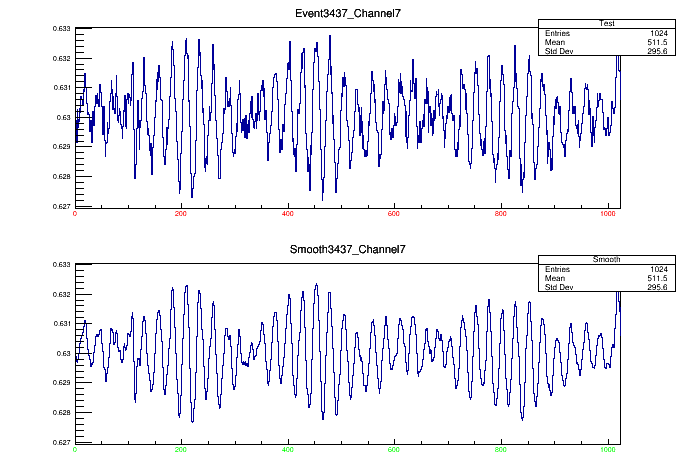 Event3437_Channel7
Test
Entries 1024
Mean 511.5
Std Dev 295.6
0.633
0.632
0.631
0.63
0.629
0.628
0.627
0 200 400 600 800 1000
Smooth3437_Channel7
Smooth
Entries 1024
Mean 511.5
Std Dev 295.6
0.633
0.632
0.631
0.63
0.629
0.628
0.627
0 200 400 600 800 1000